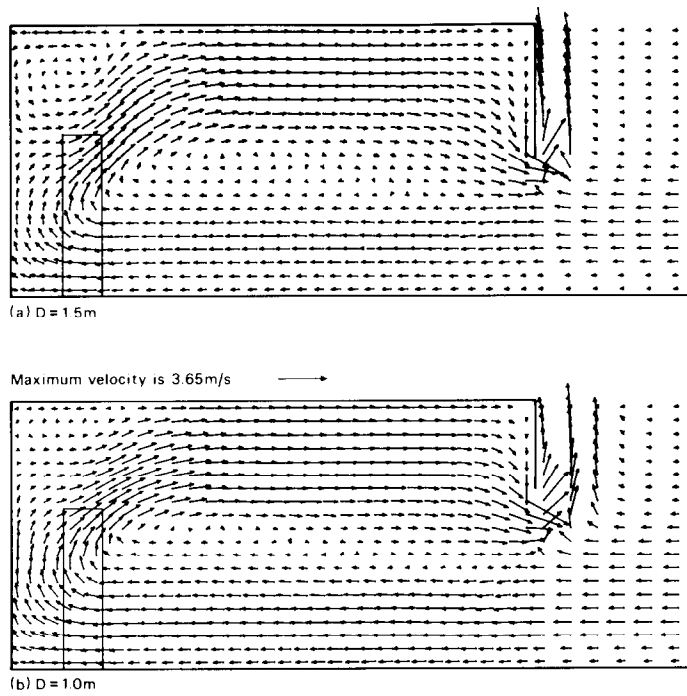 (a) D = 1.5m
Maximum velocity is 3.65m/s
(b) D = 1.0m